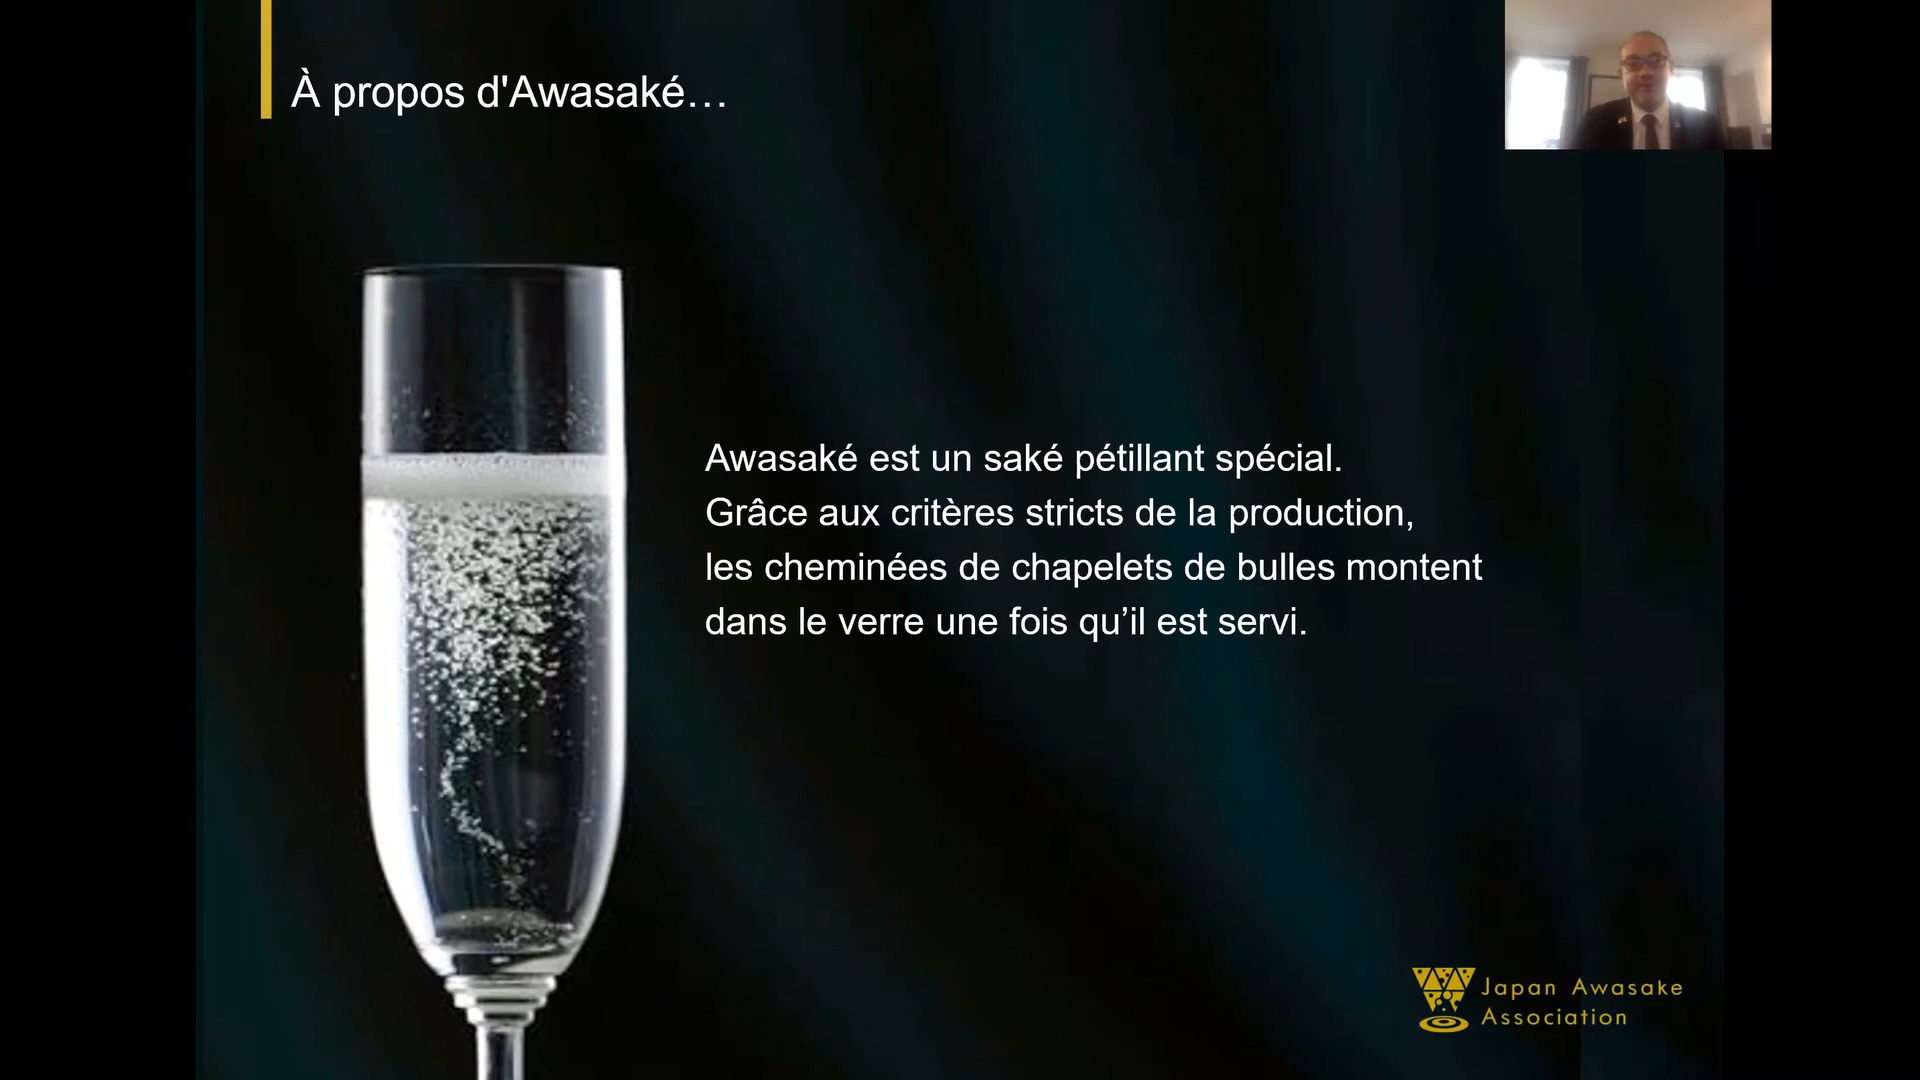 À propos d'Awasaké…
Awasaké est un saké pétillant spécial.
Grâce aux critères stricts de la production,
les cheminées de chapelets de bulles montent
dans le verre une fois qu’il est servi.
Japan Awasake
Association